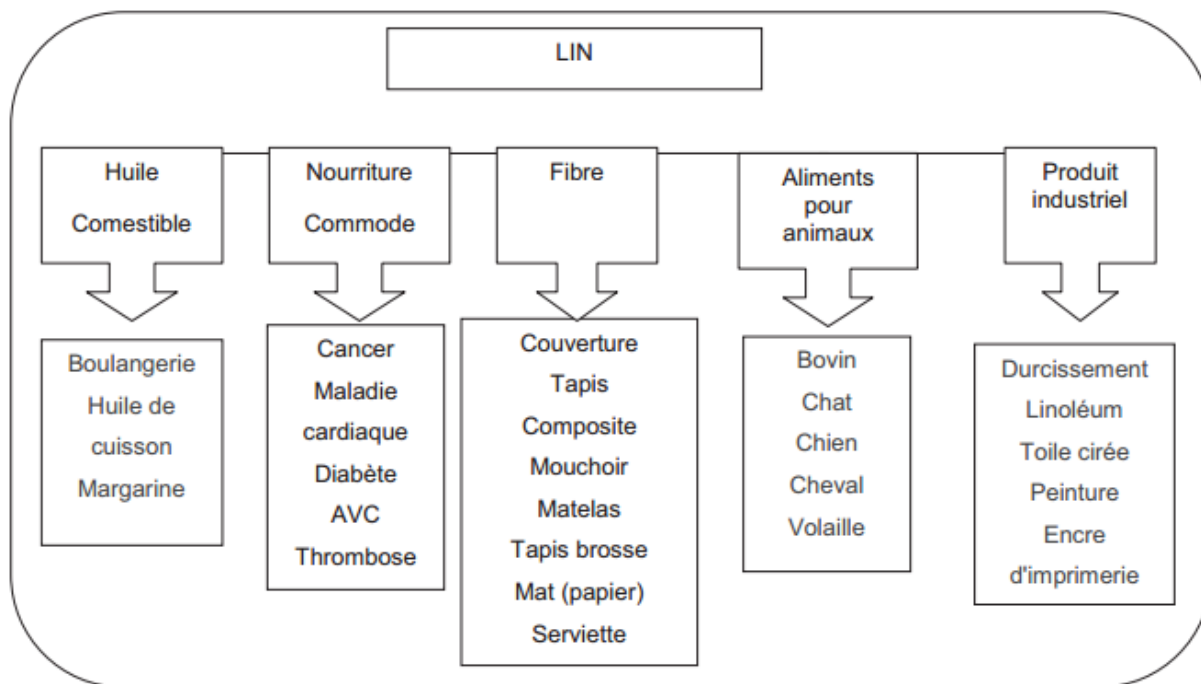 LIN
Huile
Comestible
Nourriture
Commode
Fibre
Aliments
pour
animaux
Produit
industriel
Boulangerie
Huile de
cuisson
Margarine
Cancer
Maladie
cardiaque
Diabète
AVC
Thrombose
Couverture
Tapis
Composite
Mouchoir
Matelas
Tapis brosse
Mat (papier)
Serviette
Bovin
Chat
Chien
Cheval
Volaille
Durcissement
Linoléum
Toile cirée
Peinture
Encre
d'imprimerie